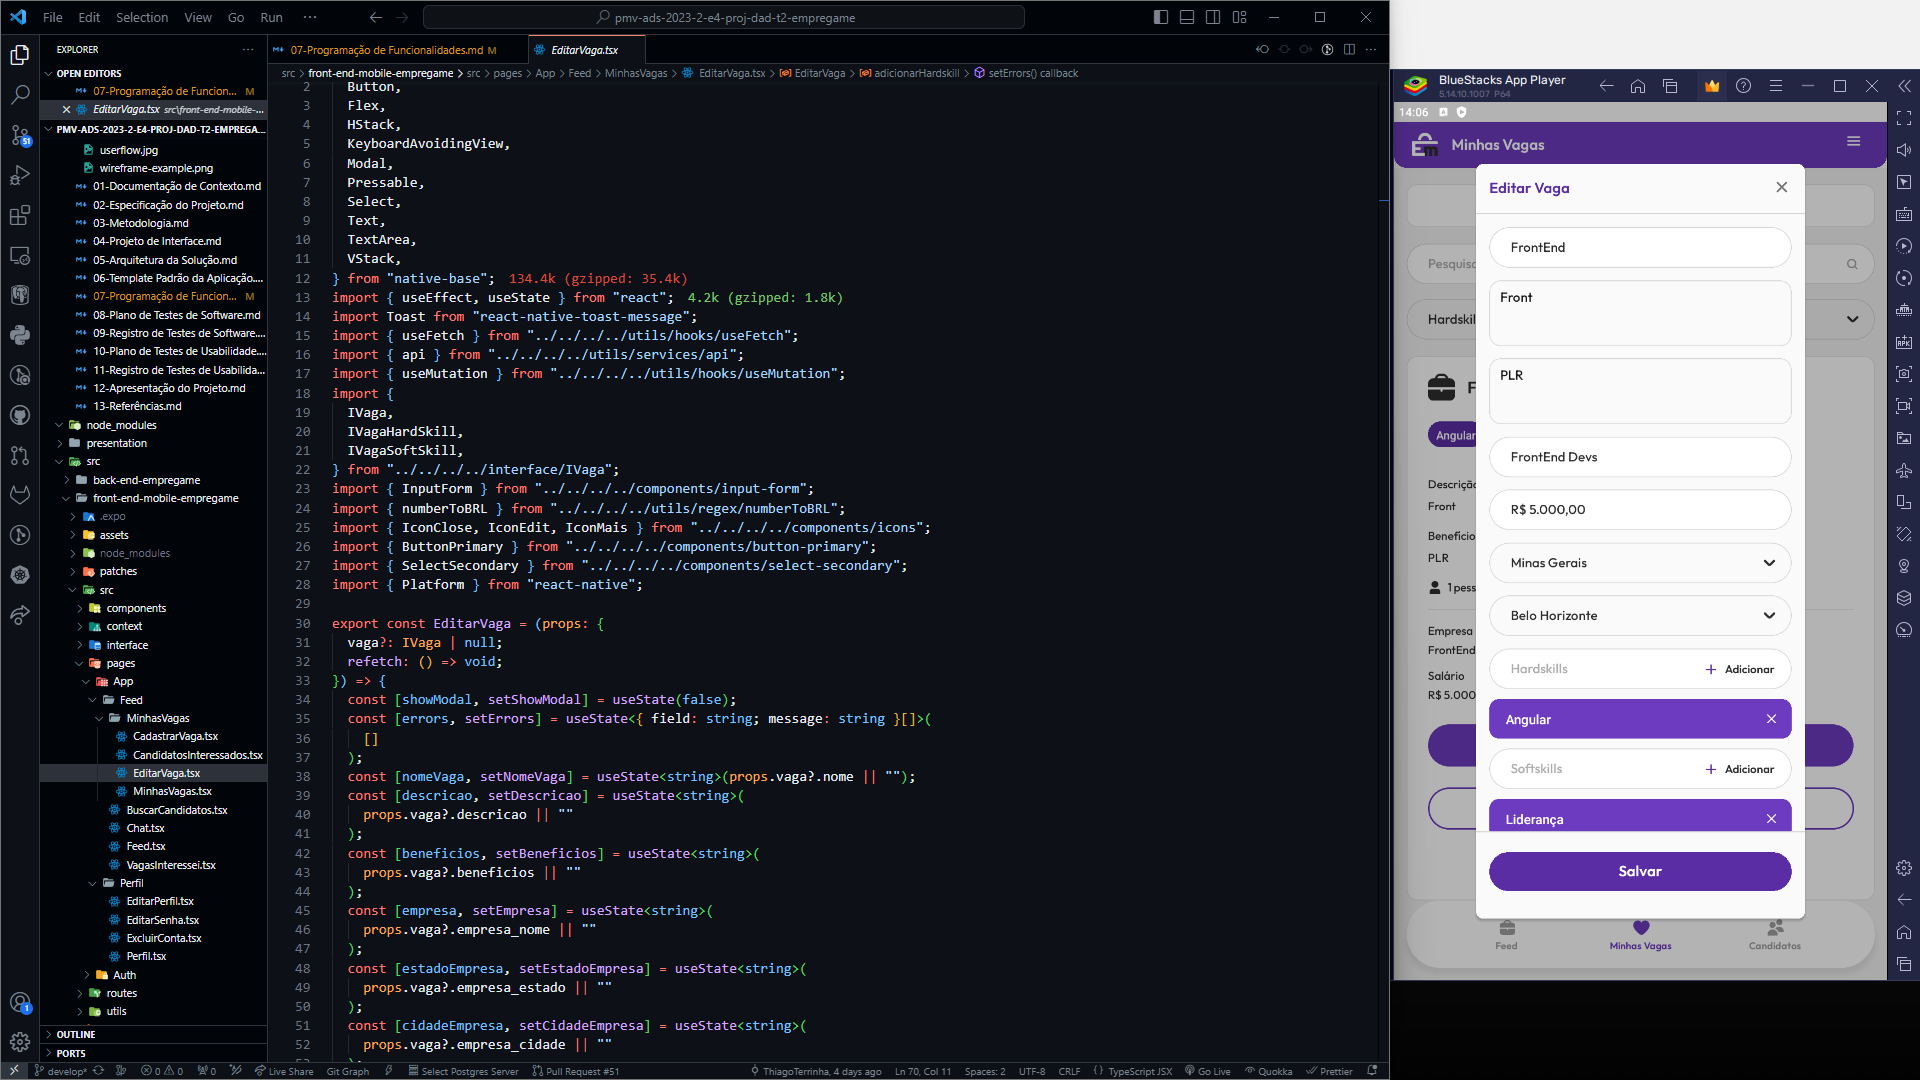 File Edit Selection View Go Run ···
pmv-ads-2023-2-e4-proj-dad-t2-empregame
EXPLORER
OPEN EDITORS
07-Programação de Funcion... M
EditarVaga.tsx src\front-end-mobile-...
PMV-ADS-2023-2-E4-PROJ-DAD-T2-EMPREGA...
userflow.jpg
wireframe-example.png
01-Documentação de Contexto.md
02-Especificação do Projeto.md
03-Metodologia.md
04-Projeto de Interface.md
05-Arquitetura da Solução.md
06-Template Padrão da Aplicação....
07-Programação de Funcion... M
08-Plano de Testes de Software.md
09-Registro de Testes de Software....
10-Plano de Testes de Usabilidade....
11-Registro de Testes de Usabilida...
12-Apresentação do Projeto.md
13-Referências.md
node_modules
presentation
src
back-end-empregame
front-end-mobile-empregame
.expo
assets
node_modules
patches
src
components
context
interface
pages
App
Feed
MinhasVagas
CadastrarVaga.tsx
CandidatosInteressados.tsx
EditarVaga.tsx
MinhasVagas.tsx
BuscarCandidatos.tsx
Chat.tsx
Feed.tsx
VagasInteressei.tsx
Perfil
EditarPerfil.tsx
EditarSenha.tsx
ExcluirConta.tsx
Perfil.tsx
Auth
routes
utils
OUTLINE
PORTS
51
1
07-Programação de Funcionalidades.md M
EditarVaga.tsx
src > front-end-mobile-empregame > src > pages > App > Feed > MinhasVagas > EditarVaga.tsx > EditarVaga > adicionarHardskill > setErrors() callback
2 Button,
3 Flex,
4 HStack,
5 KeyboardAvoidingView,
6 Modal,
7 Pressable,
8 Select,
9 Text,
10 TextArea,
11 VStack,
12 } from "native-base"; 134.4k (gzipped: 35.4k)
13 import { useEffect, useState } from "react"; 4.2k (gzipped: 1.8k)
14 import Toast from "react-native-toast-message";
15 import { useFetch } from "../../../../utils/hooks/useFetch";
16 import { api } from "../../../../utils/services/api";
17 import { useMutation } from "../../../../utils/hooks/useMutation";
18 import {
19 IVaga,
20 IVagaHardSkill,
21 IVagaSoftSkill,
22 } from "../../../../interface/IVaga";
23 import { InputForm } from "../../../../components/input-form";
24 import { numberToBRL } from "../../../../utils/regex/numberToBRL";
25 import { IconClose, IconEdit, IconMais } from "../../../../components/icons";
26 import { ButtonPrimary } from "../../../../components/button-primary";
27 import { SelectSecondary } from "../../../../components/select-secondary";
28 import { Platform } from "react-native";
29
30 export const EditarVaga = (props: {
31 vaga?: IVaga | null;
32 refetch: () => void;
33 }) => {
34 const [showModal, setShowModal] = useState(false);
35 const [errors, setErrors] = useState<{ field: string; message: string }[]>(
36 []
37 );
38 const [nomeVaga, setNomeVaga] = useState<string>(props.vaga?.nome || "");
39 const [descricao, setDescricao] = useState<string>(
40 props.vaga?.descricao || ""
41 );
42 const [beneficios, setBeneficios] = useState<string>(
43 props.vaga?.beneficios || ""
44 );
45 const [empresa, setEmpresa] = useState<string>(
46 props.vaga?.empresa_nome || ""
47 );
48 const [estadoEmpresa, setEstadoEmpresa] = useState<string>(
49 props.vaga?.empresa_estado || ""
50 );
51 const [cidadeEmpresa, setCidadeEmpresa] = useState<string>(
52 props.vaga?.empresa_cidade || ""
develop* 0 0 0 Live Share Git Graph Select Postgres Server Pull Request #51
ThiagoTerrinha, 4 days ago Ln 70, Col 11 Spaces: 2 UTF-8 CRLF {} TypeScript JSX Go Live Quokka Prettier
BlueStacks App Player
5.14.10.1007 P64
14:06
Em Minhas Vagas
Editar Vaga
FrontEnd
Front
PLR
FrontEnd Devs
R$ 5.000,00
Minas Gerais
Belo Horizonte
Hardskills + Adicionar
Angular
Softskills + Adicionar
Liderança
Salvar
Pesquisa
Hardskil
F
Angular
Descrição
Front
Benefício
PLR
1 pess
Empresa
FrontEnd
Salário
R$ 5.000
Feed
Minhas Vagas
Candidatos